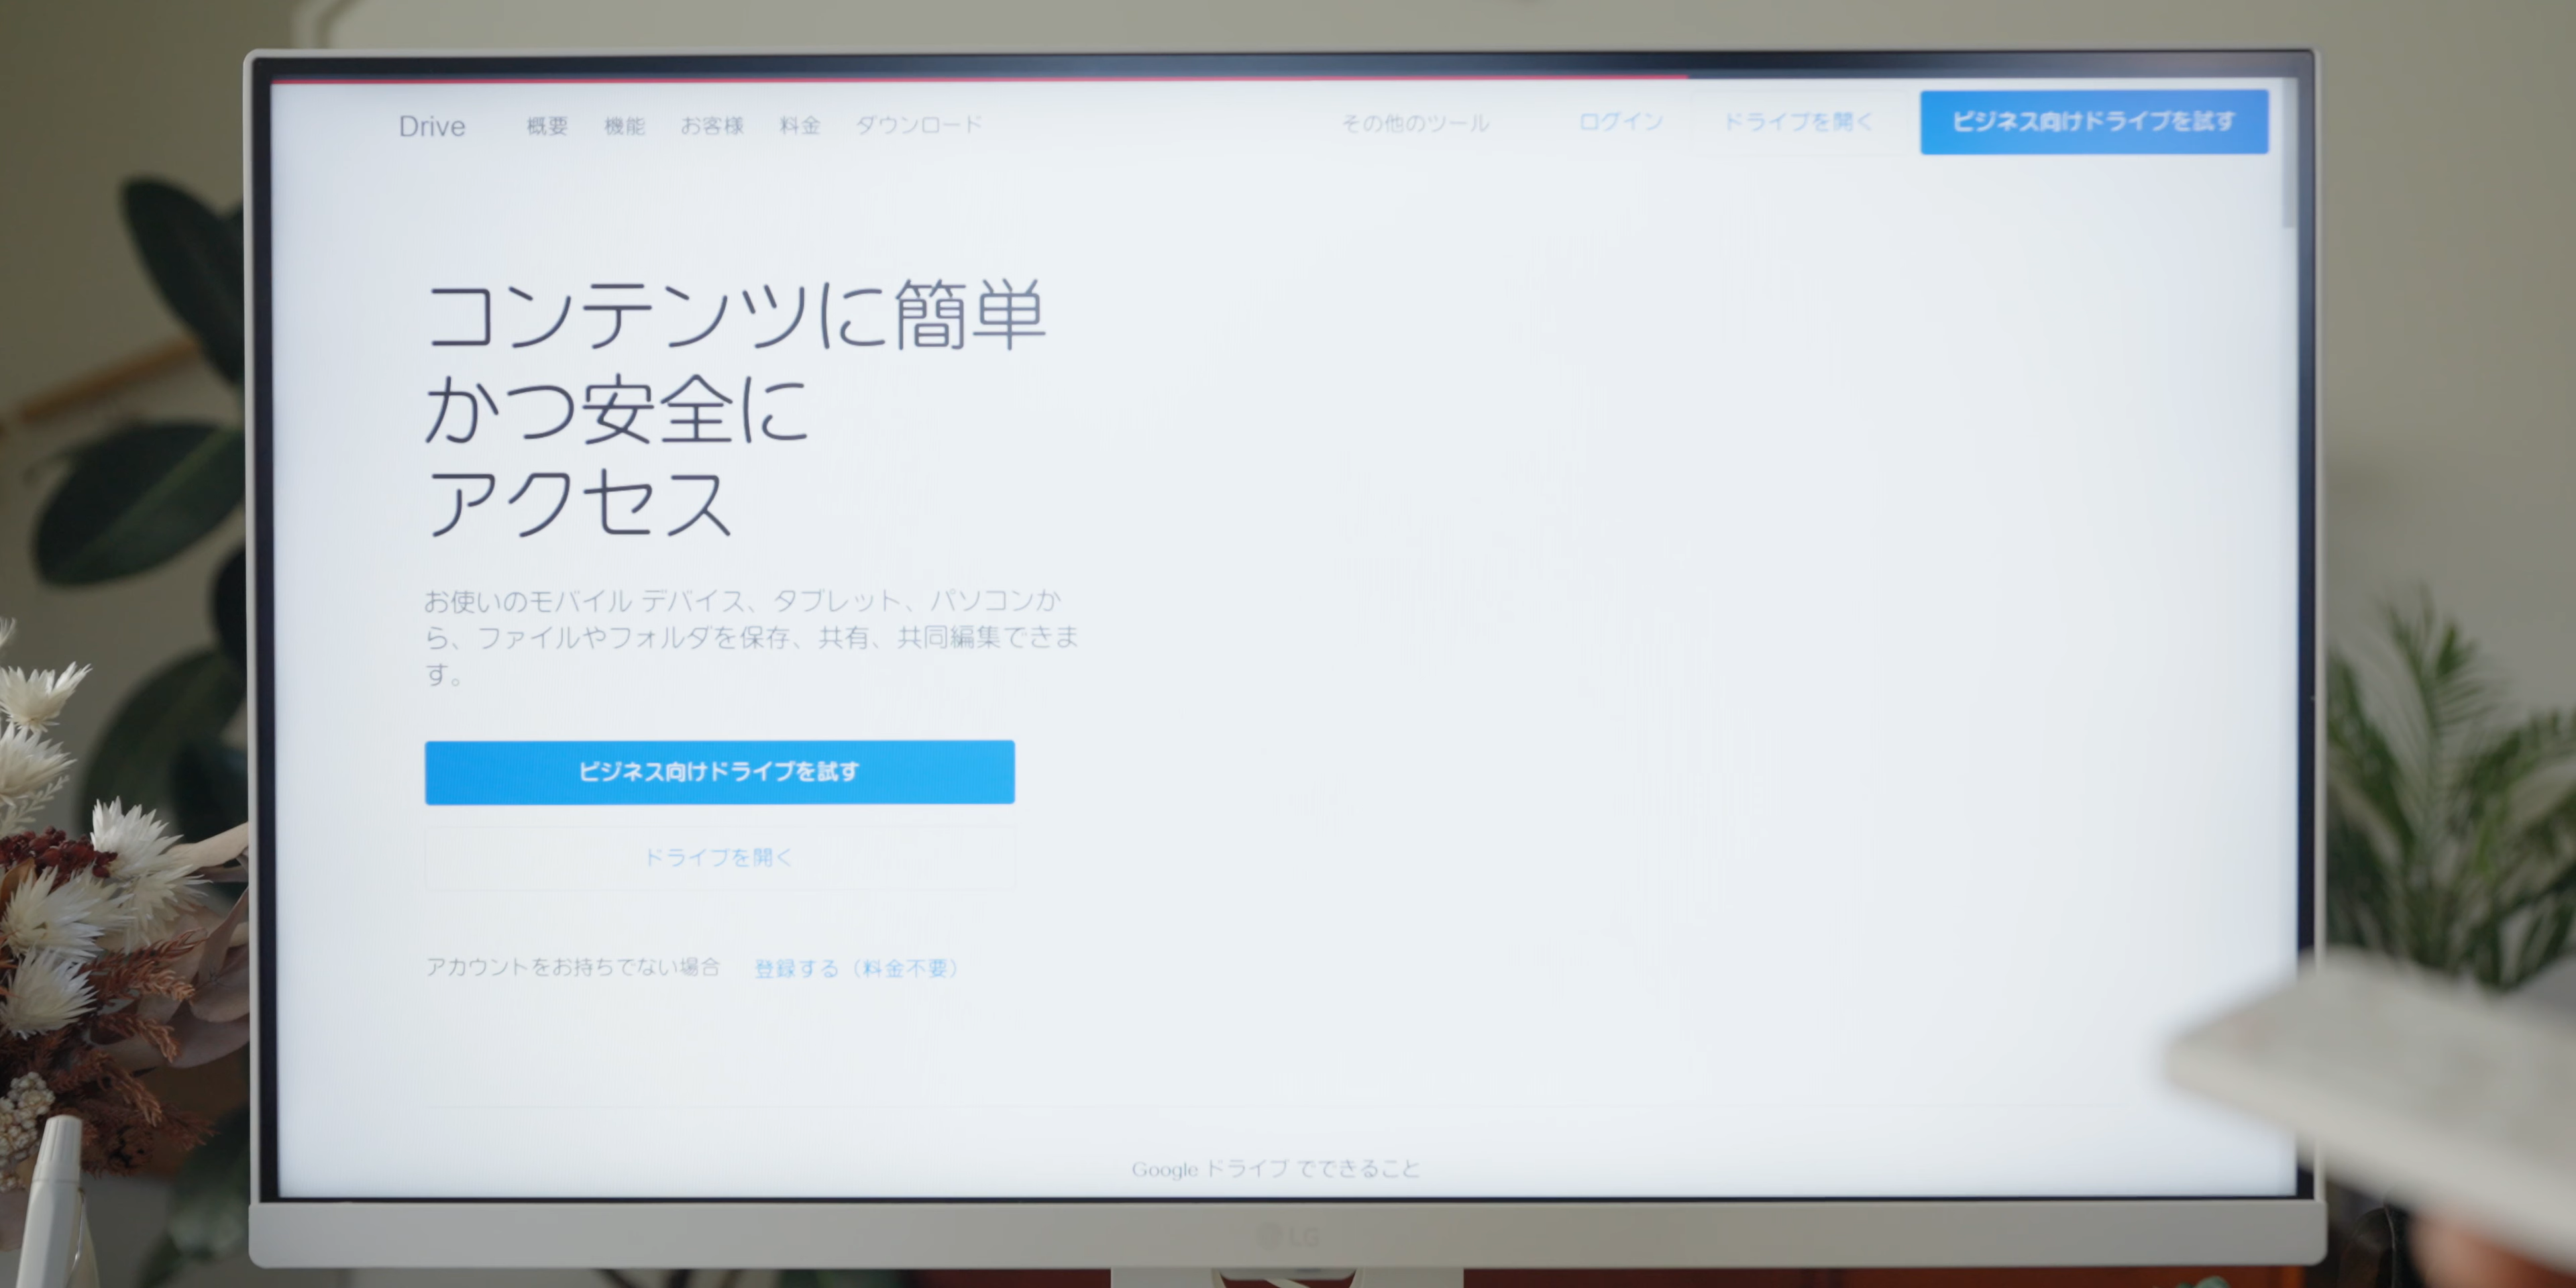 Drive 概要 機能 お客様 料金 ダウンロード その他のツール ログイン ドライブを開く ビジネス向けドライブを試す
コンテンツに簡単
かつ安全に
アクセス
お使いのモバイル デバイス、タブレット、パソコンか
ら、ファイルやフォルダを保存、共有、共同編集できま
す。
ビジネス向けドライブを試す
ドライブを開く
アカウントをお持ちでない場合 登録する（料金不要）
Google ドライブ でできること
LG